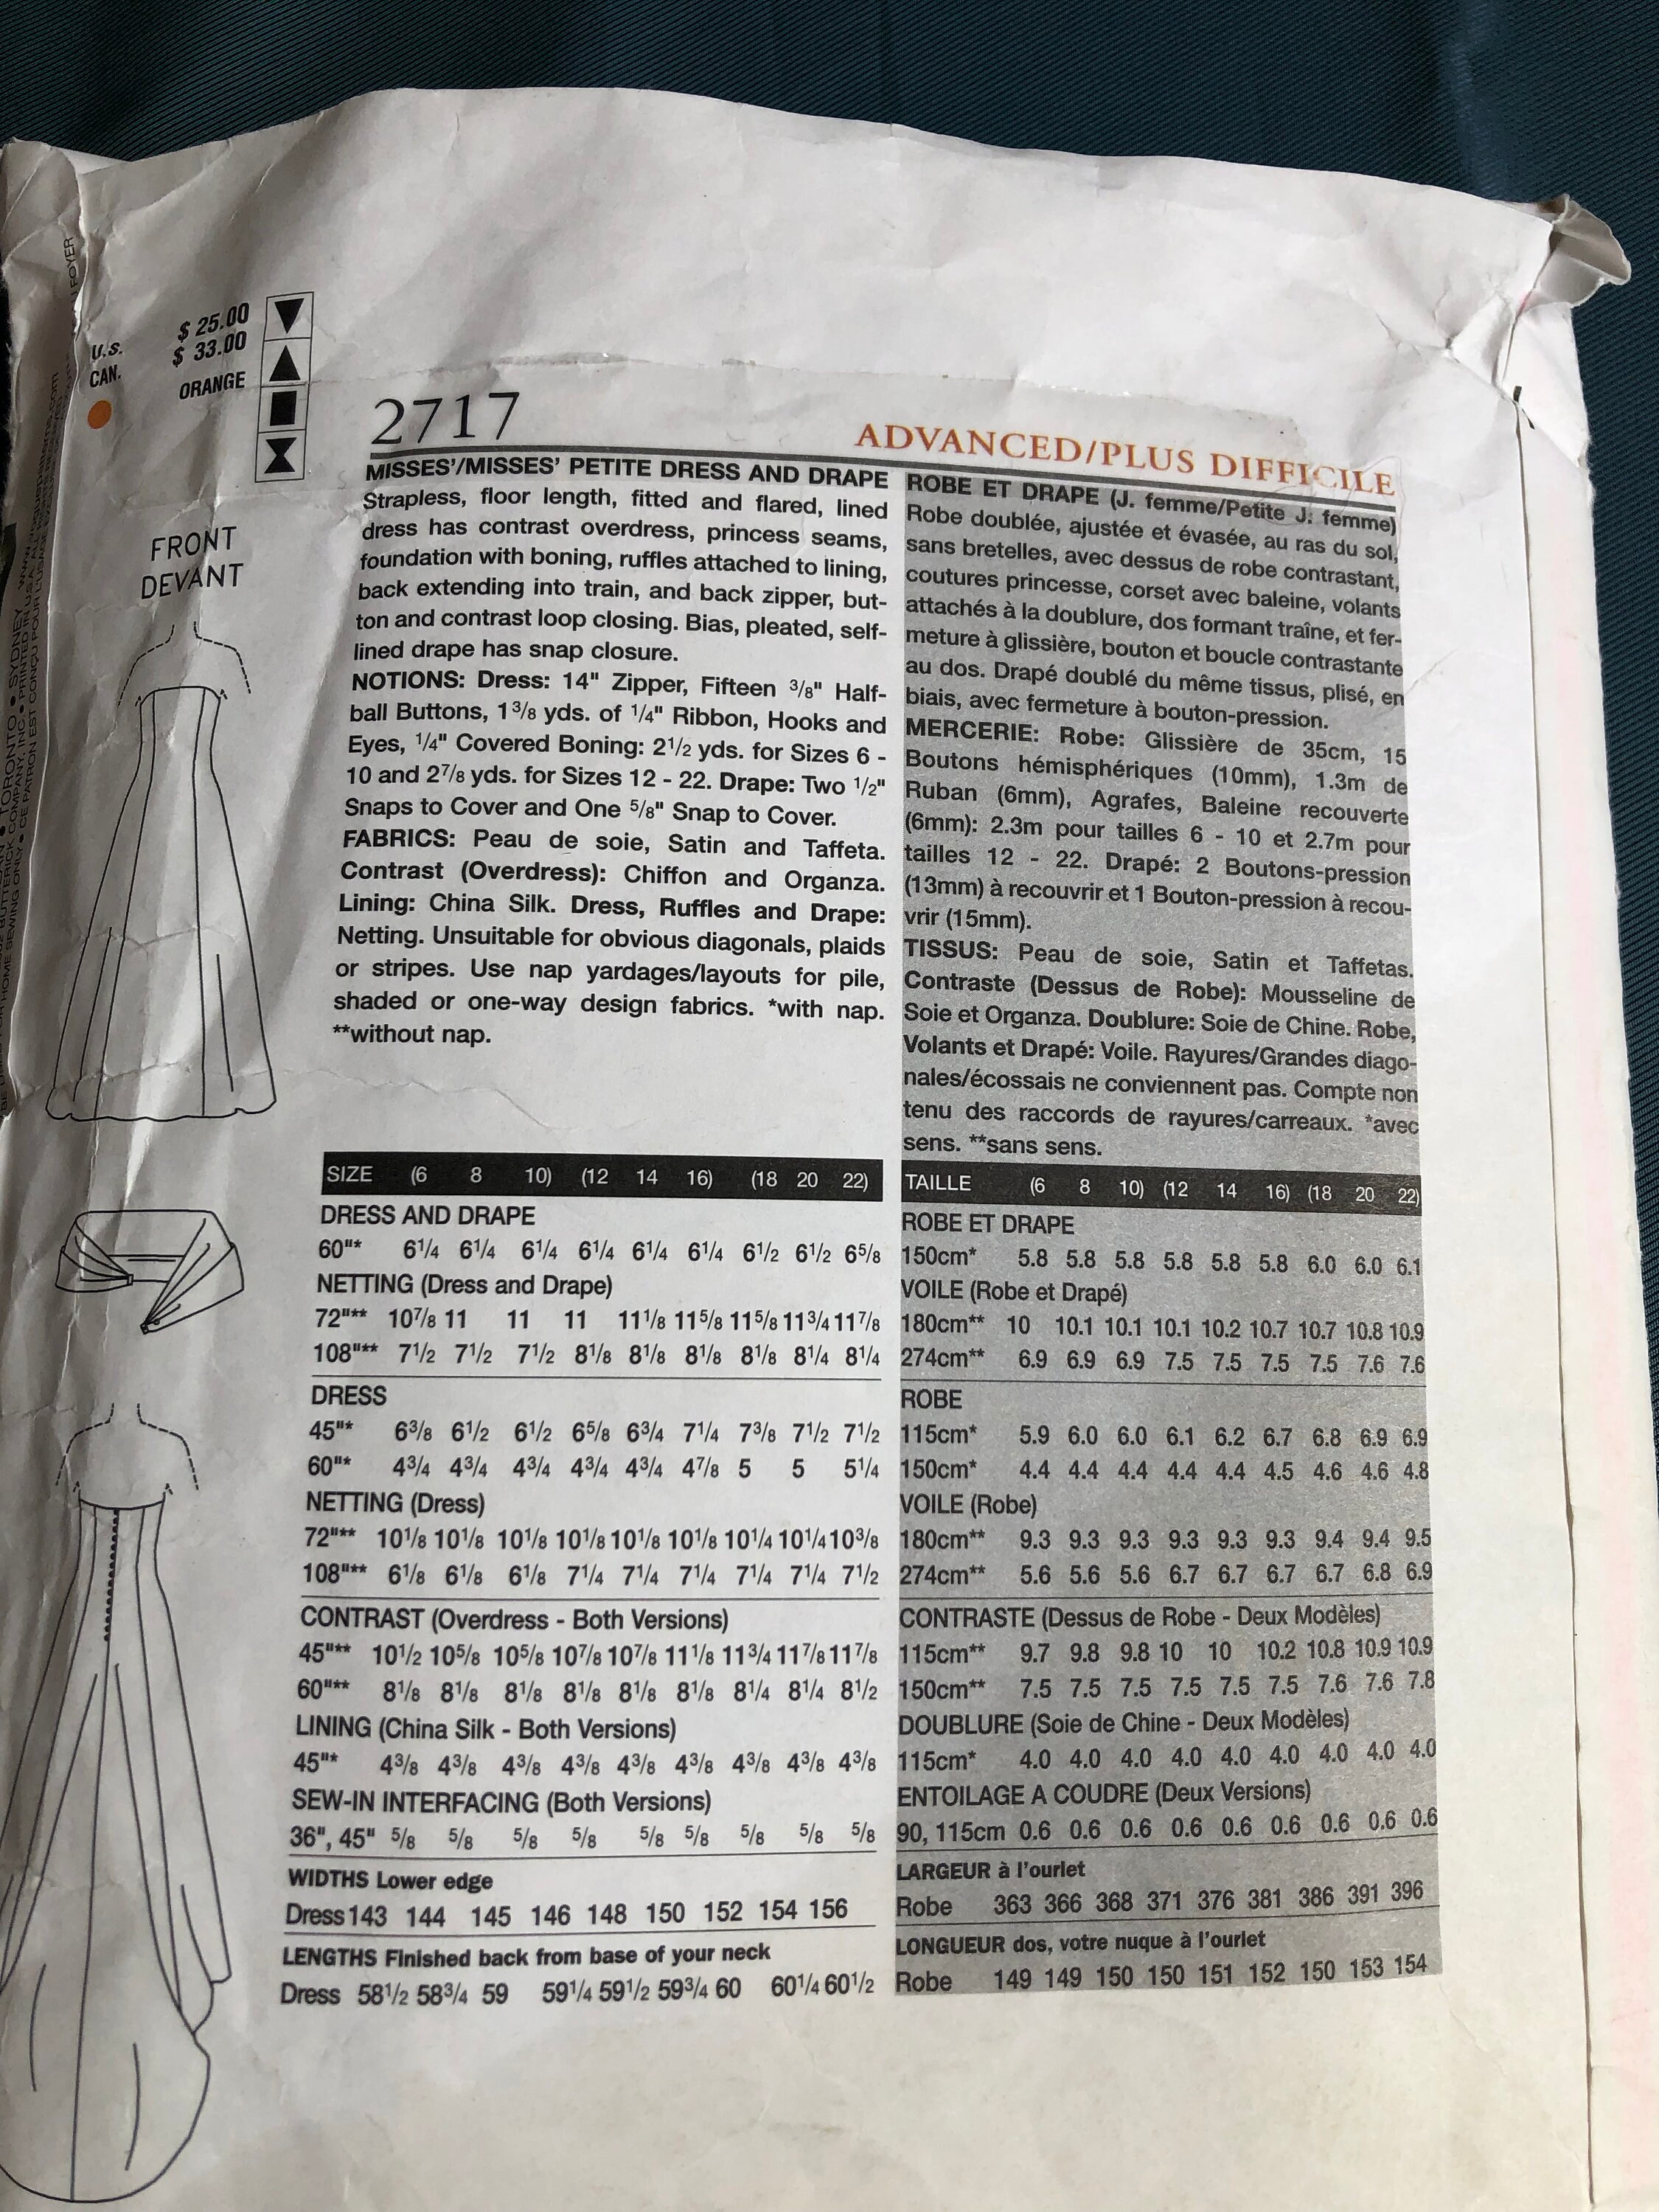 U.S. $ 25.00
CAN. $ 33.00
ORANGE
FRONT
DEVANT
2717
ADVANCED/PLUS DIFFICILE
MISSES'/MISSES' PETITE DRESS AND DRAPE
Strapless, floor length, fitted and flared, lined
dress has contrast overdress, princess seams,
foundation with boning, ruffles attached to lining,
back extending into train, and back zipper, but-
ton and contrast loop closing. Bias, pleated, self-
lined drape has snap closure.
NOTIONS: Dress: 14" Zipper, Fifteen 3/8" Half-
ball Buttons, 1 3/8 yds. of 1/4" Ribbon, Hooks and
Eyes, 1/4" Covered Boning: 2 1/2 yds. for Sizes 6 -
10 and 2 7/8 yds. for Sizes 12 - 22. Drape: Two 1/2"
Snaps to Cover and One 5/8" Snap to Cover.
FABRICS: Peau de soie, Satin and Taffeta.
Contrast (Overdress): Chiffon and Organza.
Lining: China Silk. Dress, Ruffles and Drape:
Netting. Unsuitable for obvious diagonals, plaids
or stripes. Use nap yardages/layouts for pile,
shaded or one-way design fabrics. *with nap.
**without nap.
SIZE (6 8 10) (12 14 16) (18 20 22)
DRESS AND DRAPE
60"* 6 1/4 6 1/4 6 1/4 6 1/4 6 1/4 6 1/4 6 1/2 6 1/2 6 5/8
NETTING (Dress and Drape)
72"** 10 7/8 11 11 11 11 1/8 11 5/8 11 5/8 11 3/4 11 7/8
108"** 7 1/2 7 1/2 7 1/2 8 1/8 8 1/8 8 1/8 8 1/8 8 1/4 8 1/4
DRESS
45"* 6 3/8 6 1/2 6 1/2 6 5/8 6 3/4 7 1/4 7 3/8 7 1/2 7 1/2
60"* 4 3/4 4 3/4 4 3/4 4 3/4 4 3/4 4 7/8 5 5 5 1/4
NETTING (Dress)
72"** 10 1/8 10 1/8 10 1/8 10 1/8 10 1/8 10 1/8 10 1/4 10 1/4 10 3/8
108"** 6 1/8 6 1/8 6 1/8 7 1/4 7 1/4 7 1/4 7 1/4 7 1/4 7 1/2
CONTRAST (Overdress - Both Versions)
45"** 10 1/2 10 5/8 10 5/8 10 7/8 10 7/8 11 1/8 11 3/4 11 7/8 11 7/8
60"** 8 1/8 8 1/8 8 1/8 8 1/8 8 1/8 8 1/8 8 1/4 8 1/4 8 1/2
LINING (China Silk - Both Versions)
45"* 4 3/8 4 3/8 4 3/8 4 3/8 4 3/8 4 3/8 4 3/8 4 3/8 4 3/8
SEW-IN INTERFACING (Both Versions)
36", 45" 5/8 5/8 5/8 5/8 5/8 5/8 5/8 5/8 5/8
WIDTHS Lower edge
Dress 143 144 145 146 148 150 152 154 156
LENGTHS Finished back from base of your neck
Dress 58 1/2 58 3/4 59 59 1/4 59 1/2 59 3/4 60 60 1/4 60 1/2
ROBE ET DRAPE (J. femme/Petite J. femme)
Robe doublée, ajustée et évasée, au ras du sol,
sans bretelles, avec dessus de robe contrastant,
coutures princesse, corset avec baleine, volants
attachés à la doublure, dos formant traîne, et fer-
meture à glissière, bouton et boucle contrastante
au dos. Drapé doublé du même tissus, plisé, en
biais, avec fermeture à bouton-pression.
MERCERIE: Robe: Glissière de 35cm, 15
Boutons hémisphériques (10mm), 1.3m de
Ruban (6mm), Agrafes, Baleine recouverte
(6mm): 2.3m pour tailles 6 - 10 et 2.7m pour
tailles 12 - 22. Drapé: 2 Boutons-pression
(13mm) à recouvrir et 1 Bouton-pression à recou-
vrir (15mm).
TISSUS: Peau de soie, Satin et Taffetas.
Contraste (Dessus de Robe): Mousseline de
Soie et Organza. Doublure: Soie de Chine. Robe,
Volants et Drapé: Voile. Rayures/Grandes diago-
nales/écossais ne conviennent pas. Compte non
tenu des raccords de rayures/carreaux. *avec
sens. **sans sens.
TAILLE (6 8 10) (12 14 16) (18 20 22)
ROBE ET DRAPE
150cm* 5.8 5.8 5.8 5.8 5.8 5.8 6.0 6.0 6.1
VOILE (Robe et Drapé)
180cm** 10 10.1 10.1 10.1 10.2 10.7 10.7 10.8 10.9
274cm** 6.9 6.9 6.9 7.5 7.5 7.5 7.5 7.6 7.6
ROBE
115cm* 5.9 6.0 6.0 6.1 6.2 6.7 6.8 6.9 6.9
150cm* 4.4 4.4 4.4 4.4 4.4 4.5 4.6 4.6 4.8
VOILE (Robe)
180cm** 9.3 9.3 9.3 9.3 9.3 9.3 9.4 9.4 9.5
274cm** 5.6 5.6 5.6 6.7 6.7 6.7 6.7 6.8 6.9
CONTRASTE (Dessus de Robe - Deux Modèles)
115cm** 9.7 9.8 9.8 10 10 10.2 10.8 10.9 10.9
150cm** 7.5 7.5 7.5 7.5 7.5 7.5 7.6 7.6 7.8
DOUBLURE (Soie de Chine - Deux Modèles)
115cm* 4.0 4.0 4.0 4.0 4.0 4.0 4.0 4.0 4.0
ENTOILAGE A COUDRE (Deux Versions)
90, 115cm 0.6 0.6 0.6 0.6 0.6 0.6 0.6 0.6 0.6
LARGEUR à l'ourlet
Robe 363 366 368 371 376 381 386 391 396
LONGUEUR dos, votre nuque à l'ourlet
Robe 149 149 150 150 151 152 150 153 154